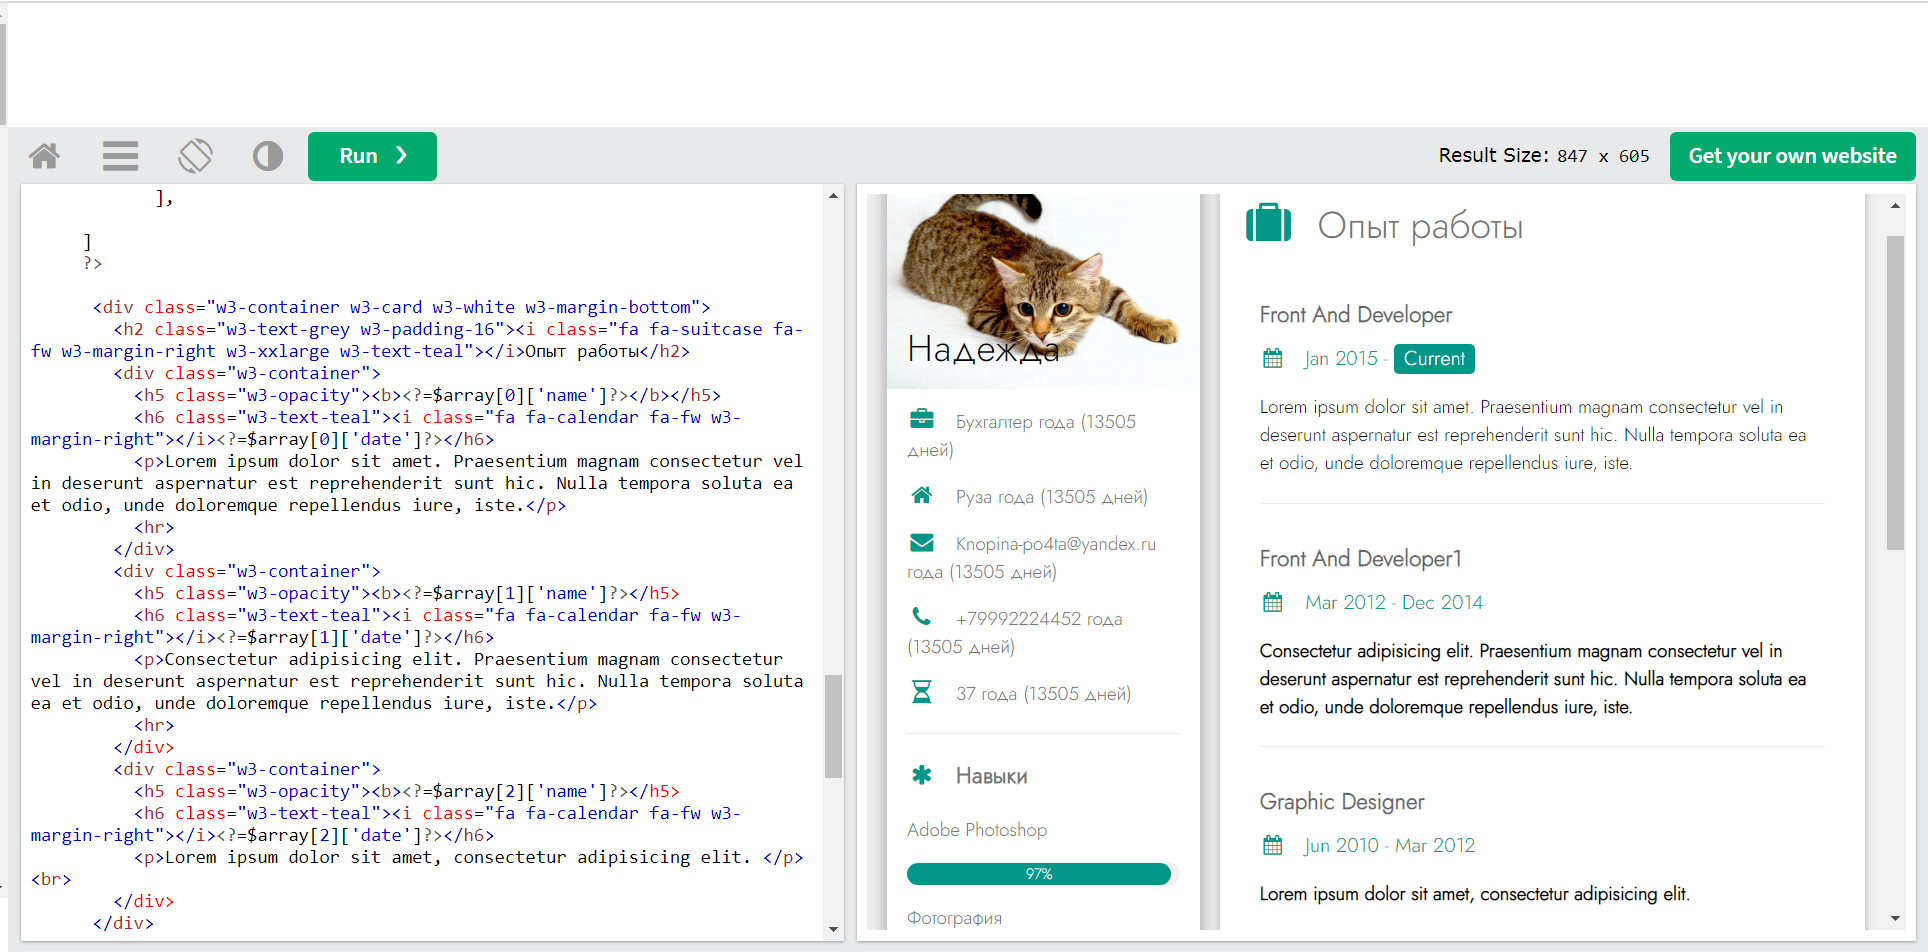 Run ❯
Result Size: 847 x 605
Get your own website
],
]
?>
<div class="w3-container w3-card w3-white w3-margin-bottom">
<h2 class="w3-text-grey w3-padding-16"><i class="fa fa-suitcase fa-
fw w3-margin-right w3-xxlarge w3-text-teal"></i>Опыт работы</h2>
<div class="w3-container">
<h5 class="w3-opacity"><b><?=$array[0]['name']?></b></h5>
<h6 class="w3-text-teal"><i class="fa fa-calendar fa-fw w3-
margin-right"></i><?=$array[0]['date']?></h6>
<p>Lorem ipsum dolor sit amet. Praesentium magnam consectetur vel
in deserunt aspernatur est reprehenderit sunt hic. Nulla tempora soluta ea
et odio, unde doloremque repellendus iure, iste.</p>
<hr>
</div>
<div class="w3-container">
<h5 class="w3-opacity"><b><?=$array[1]['name']?></h5>
<h6 class="w3-text-teal"><i class="fa fa-calendar fa-fw w3-
margin-right"></i><?=$array[1]['date']?></h6>
<p>Consectetur adipisicing elit. Praesentium magnam consectetur
vel in deserunt aspernatur est reprehenderit sunt hic. Nulla tempora soluta
ea et odio, unde doloremque repellendus iure, iste.</p>
<hr>
</div>
<div class="w3-container">
<h5 class="w3-opacity"><b><?=$array[2]['name']?></h5>
<h6 class="w3-text-teal"><i class="fa fa-calendar fa-fw w3-
margin-right"></i><?=$array[2]['date']?></h6>
<p>Lorem ipsum dolor sit amet, consectetur adipisicing elit. </p>
<br>
</div>
</div>
Надежда
Бухгалтер года (13505
дней)
Руза года (13505 дней)
Knopina-po4ta@yandex.ru
года (13505 дней)
+79992224452 года
(13505 дней)
37 года (13505 дней)
Навыки
Adobe Photoshop
97%
Фотография
Опыт работы
Front And Developer
Jan 2015 - Current
Lorem ipsum dolor sit amet. Praesentium magnam consectetur vel in
deserunt aspernatur est reprehenderit sunt hic. Nulla tempora soluta ea
et odio, unde doloremque repellendus iure, iste.
Front And Developer1
Mar 2012 - Dec 2014
Consectetur adipisicing elit. Praesentium magnam consectetur vel in
deserunt aspernatur est reprehenderit sunt hic. Nulla tempora soluta ea
et odio, unde doloremque repellendus iure, iste.
Graphic Designer
Jun 2010 - Mar 2012
Lorem ipsum dolor sit amet, consectetur adipisicing elit.